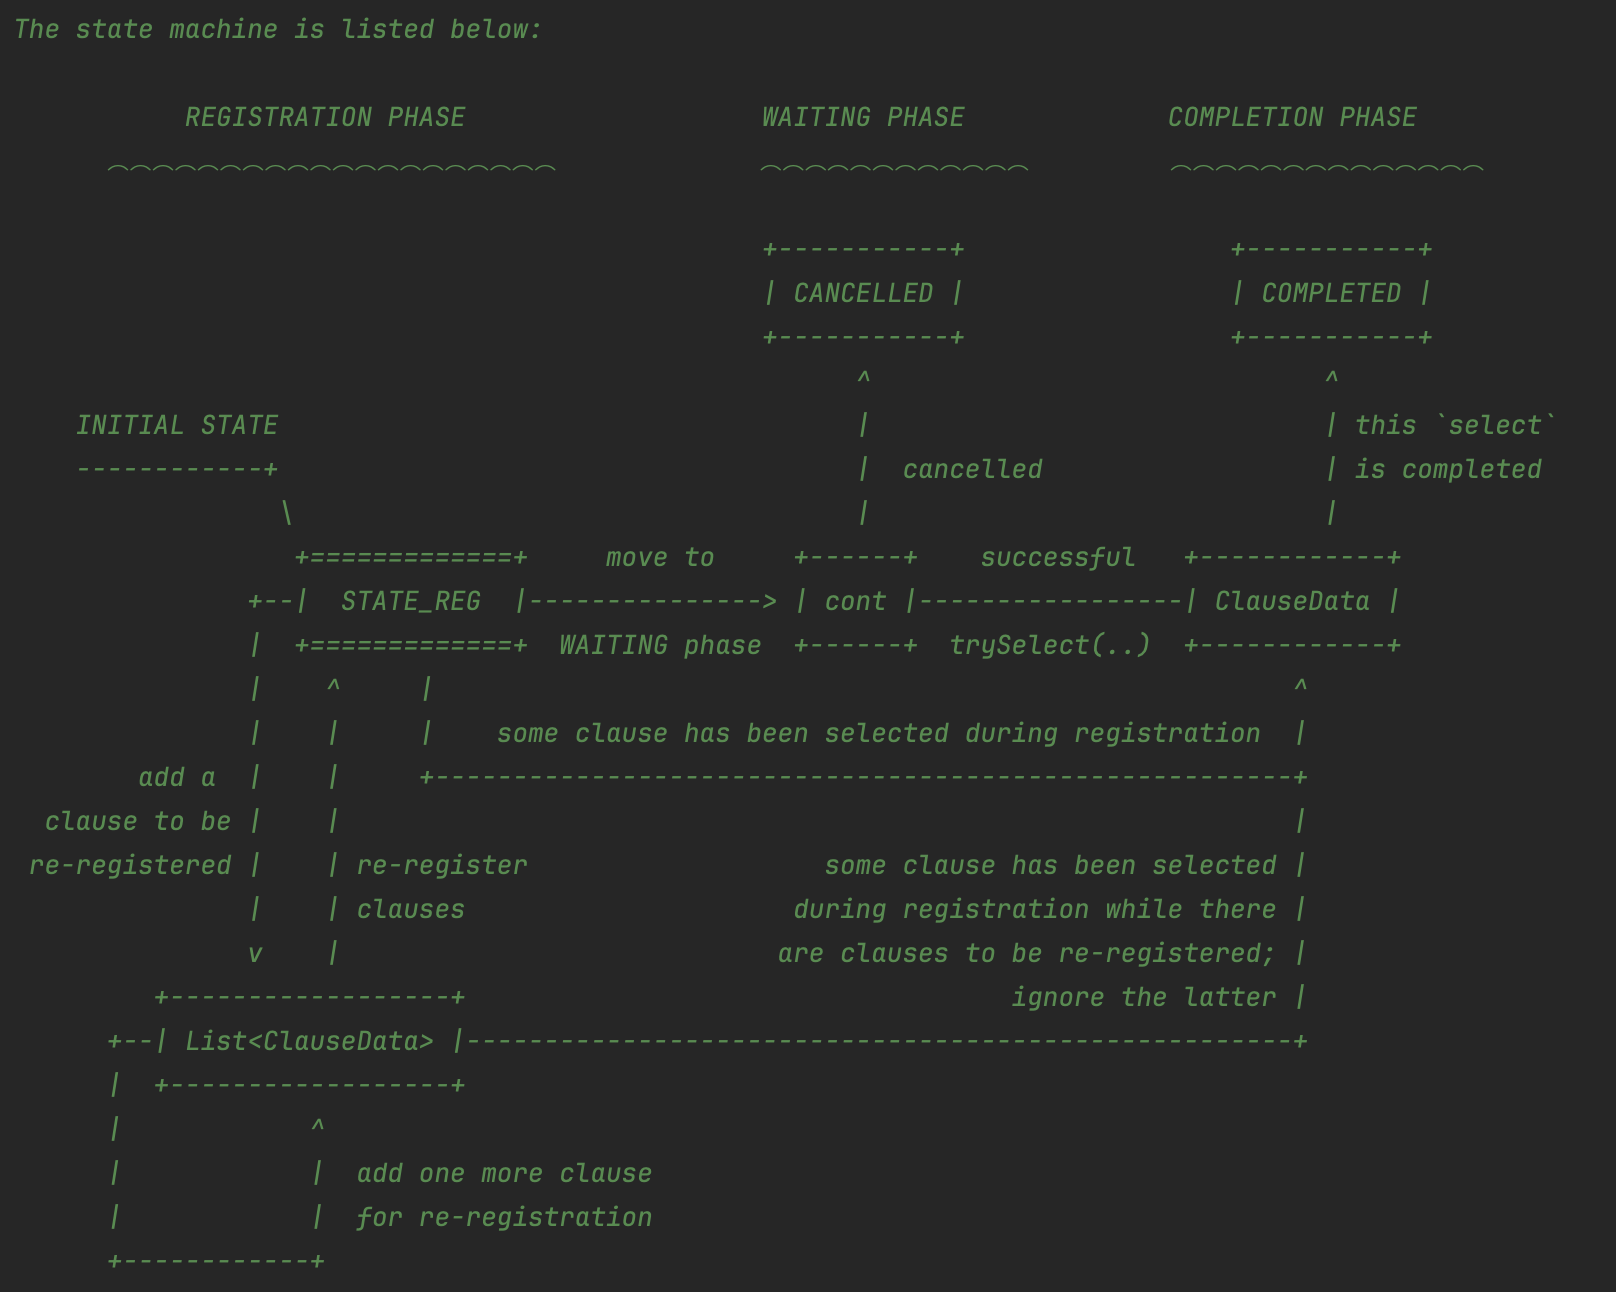 The state machine is listed below:
REGISTRATION PHASE                   WAITING PHASE             COMPLETION PHASE
⌒⌒⌒⌒⌒⌒⌒⌒⌒⌒⌒⌒⌒⌒⌒⌒⌒⌒⌒⌒                   ⌒⌒⌒⌒⌒⌒⌒⌒⌒⌒⌒⌒             ⌒⌒⌒⌒⌒⌒⌒⌒⌒⌒⌒⌒⌒⌒
                                                +-----------+                 +-----------+
                                                | CANCELLED |                 | COMPLETED |
                                                +-----------+                 +-----------+
                                                      ^                             ^
    INITIAL STATE                                     |                             | this `select`
    ------------+                                     |  cancelled                  | is completed
                 \                                    |                             |
                  +=============+     move to     +------+    successful   +------------+
               +--|  STATE_REG  |---------------> | cont |-----------------| ClauseData |
               |  +=============+  WAITING phase  +------+  trySelect(..)  +------------+
               |    ^     |                                                       ^
               |    |     |    some clause has been selected during registration  |
        add a  |    |     +-------------------------------------------------------+
  clause to be |    |                                                             |
 re-registered |    | re-register                   some clause has been selected |
               |    | clauses                     during registration while there |
               v    |                            are clauses to be re-registered; |
         +------------------+                                   ignore the latter |
      +--| List<ClauseData> |-----------------------------------------------------+
      |  +------------------+
      |            ^
      |            |  add one more clause
      |            |  for re-registration
      +------------+